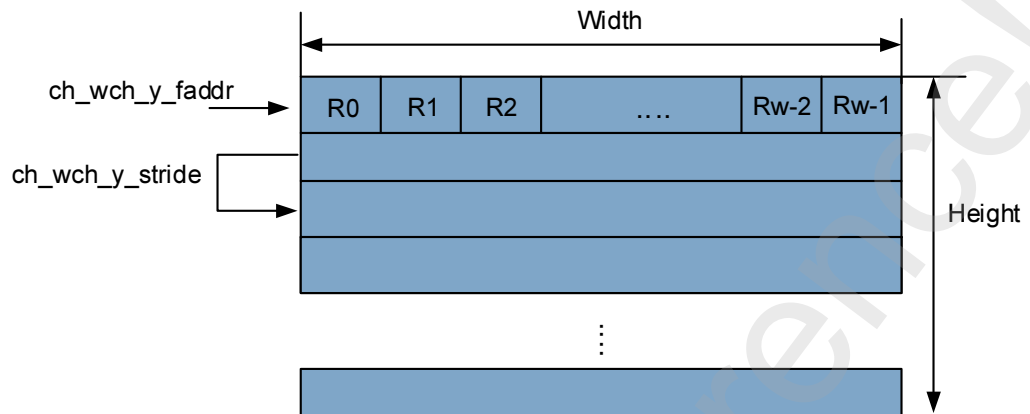 Width
ch_wch_y_faddr
R0 R1 R2 .... Rw-2 Rw-1
ch_wch_y_stride
Height
....